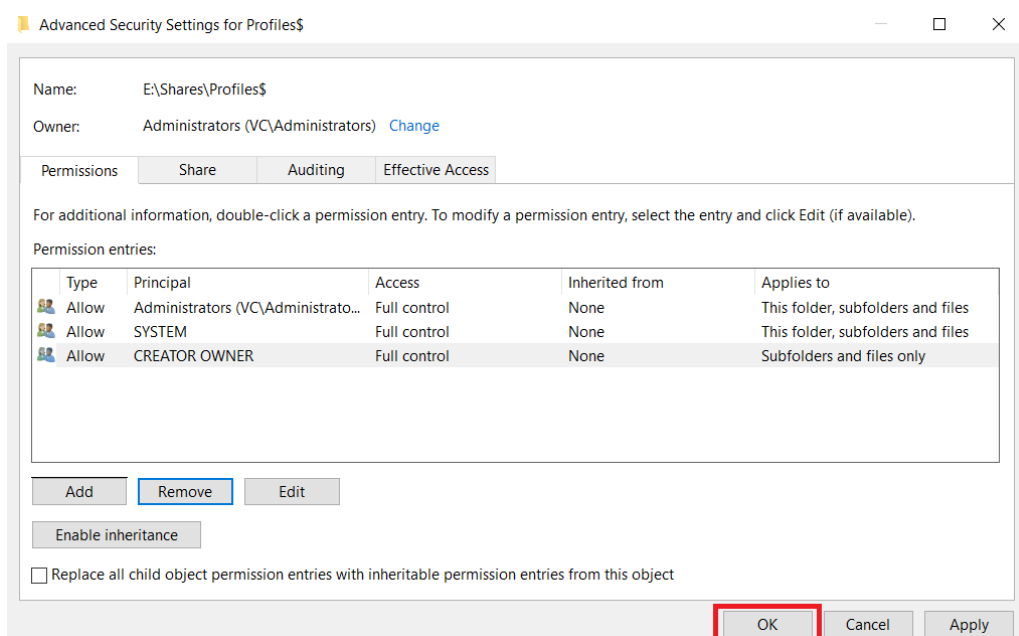 Advanced Security Settings for Profiles$
Name: E:\Shares\Profiles$
Owner: Administrators (VC\Administrators) Change
Permissions Share Auditing Effective Access
For additional information, double-click a permission entry. To modify a permission entry, select the entry and click Edit (if available).
Permission entries:
Type Principal Access Inherited from Applies to
Allow Administrators (VC\Administrato... Full control None This folder, subfolders and files
Allow SYSTEM Full control None This folder, subfolders and files
Allow CREATOR OWNER Full control None Subfolders and files only
Add Remove Edit
Enable inheritance
Replace all child object permission entries with inheritable permission entries from this object
OK Cancel Apply